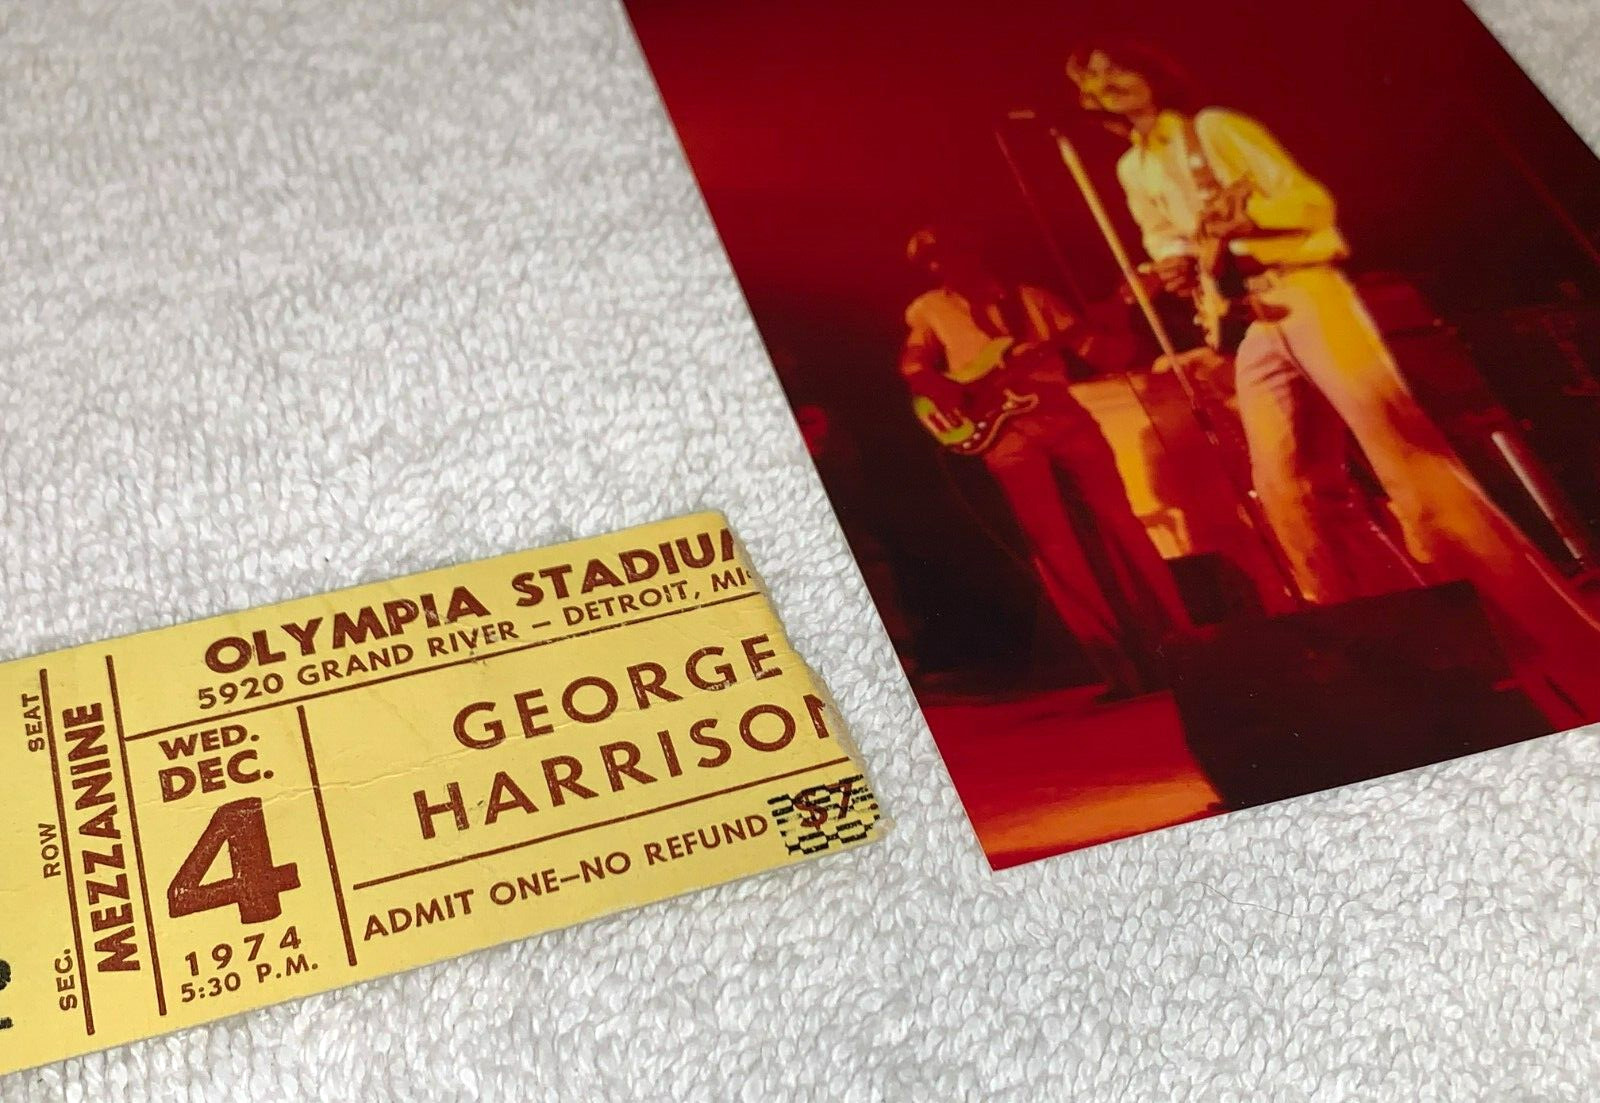 OLYMPIA STADIU
5920 GRAND RIVER – DETROIT, MI
SEAT
ROW
SEC.
MEZZANINE
WED.
DEC.
4
1974
5:30 P.M.
GEORGE
HARRISON
ADMIT ONE—NO REFUND
$7